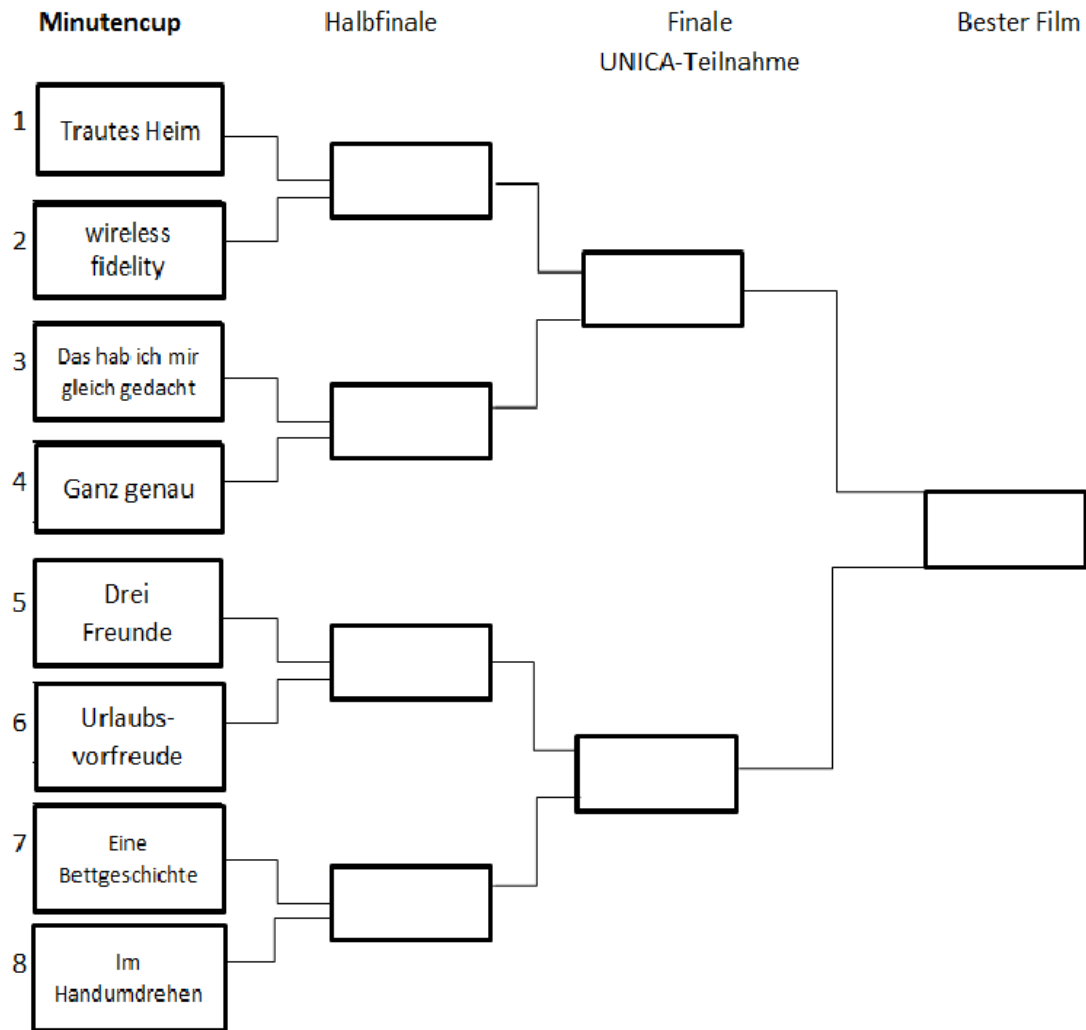 Minutencup Halbfinale Finale Bester Film
UNICA-Teilnahme
1 Trautes Heim
2 wireless
fidelity
3 Das hab ich mir
gleich gedacht
4 Ganz genau
5 Drei
Freunde
6 Urlaubs-
vorfreude
7 Eine
Bettgeschichte
8 Im
Handumdrehen